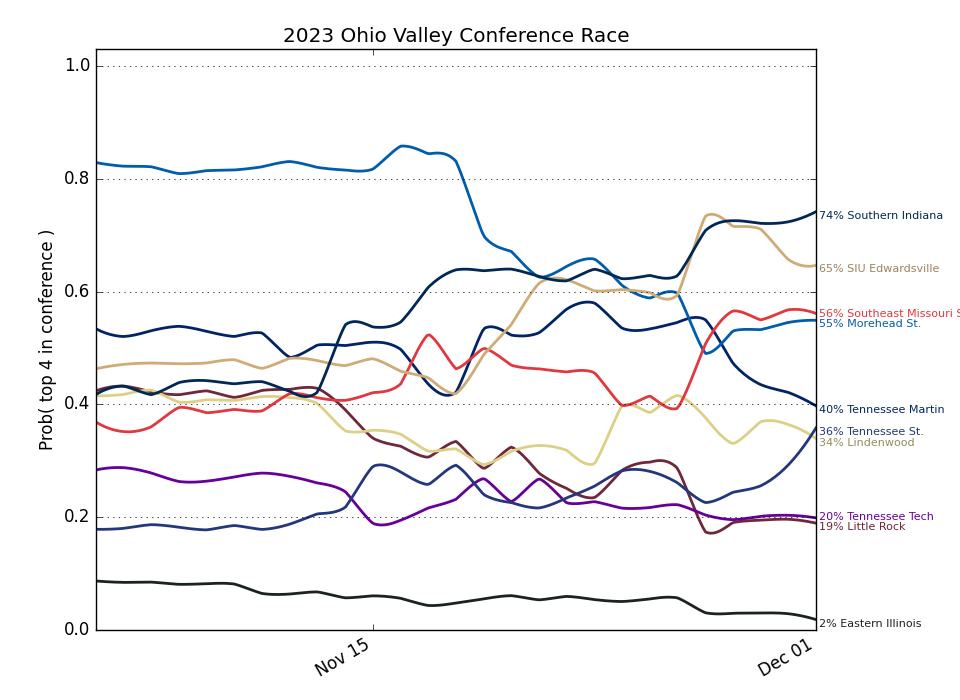 2023 Ohio Valley Conference Race
Prob( top 4 in conference )
1.0
0.8
0.6
0.4
0.2
0.0
Nov 15
Dec 01
74% Southern Indiana
65% SIU Edwardsville
56% Southeast Missouri S
55% Morehead St.
40% Tennessee Martin
36% Tennessee St.
34% Lindenwood
20% Tennessee Tech
19% Little Rock
2% Eastern Illinois